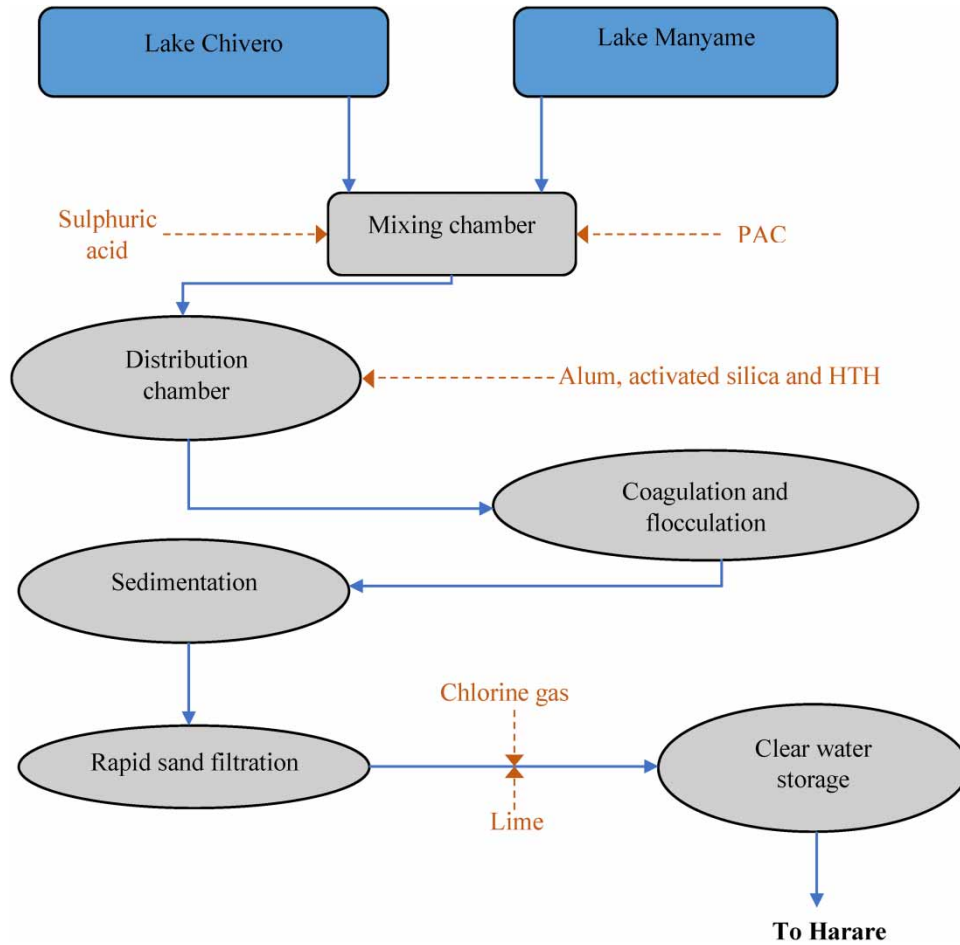 Lake Chivero
Lake Manyame
Sulphuric
acid
Mixing chamber
PAC
Distribution
chamber
Alum, activated silica and HTH
Coagulation and
flocculation
Sedimentation
Chlorine gas
Rapid sand filtration
Clear water
storage
Lime
To Harare